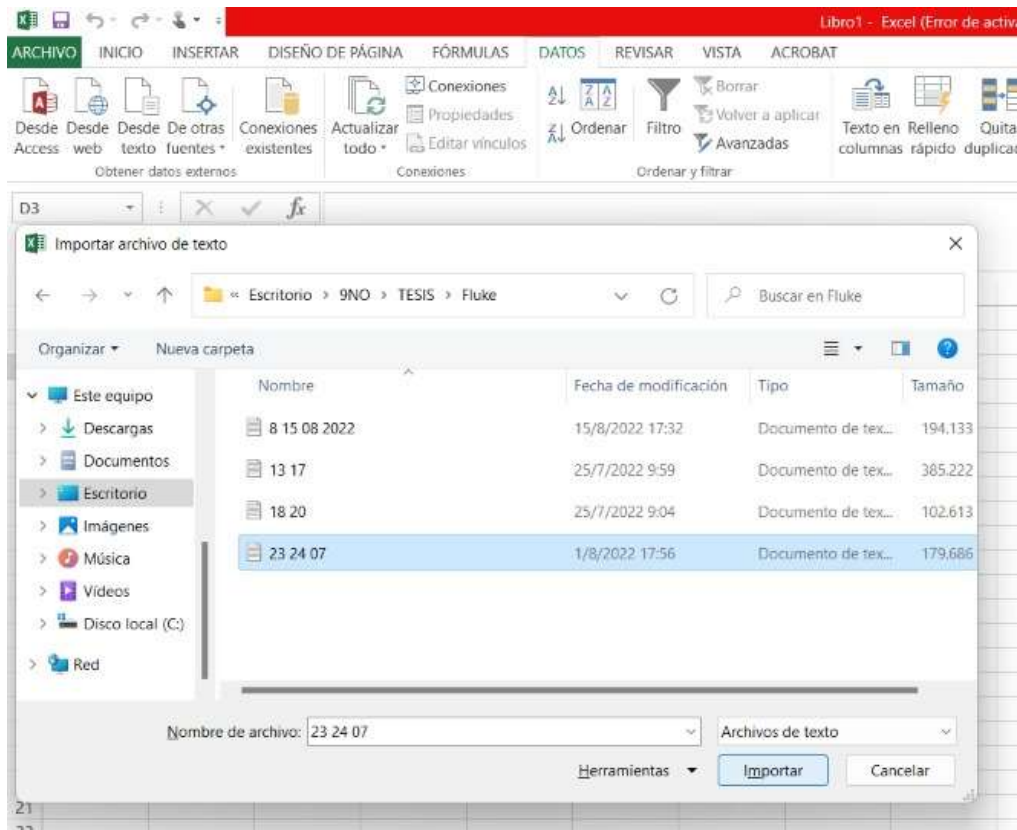 Libro1 - Excel (Error de activa
ARCHIVO INICIO INSERTAR DISEÑO DE PÁGINA FÓRMULAS DATOS REVISAR VISTA ACROBAT
Desde Access
Desde web
Desde texto
De otras fuentes
Conexiones existentes
Obtener datos externos
Actualizar todo
Conexiones
Propiedades
Editar vínculos
Conexiones
Ordenar
Filtro
Borrar
Volver a aplicar
Avanzadas
Ordenar y filtrar
Texto en columnas
Relleno rápido
Quita duplicad
D3
fx
Importar archivo de texto
« Escritorio > 9NO > TESIS > Fluke
Buscar en Fluke
Organizar
Nueva carpeta
Este equipo
Descargas
Documentos
Escritorio
Imágenes
Música
Vídeos
Disco local (C:)
Red
Nombre Fecha de modificación Tipo Tamaño
8 15 08 2022 15/8/2022 17:32 Documento de tex... 194.133
13 17 25/7/2022 9:59 Documento de tex... 385.222
18 20 25/7/2022 9:04 Documento de tex... 102.613
23 24 07 1/8/2022 17:56 Documento de tex... 179.686
Nombre de archivo: 23 24 07
Archivos de texto
Herramientas
Importar
Cancelar
21